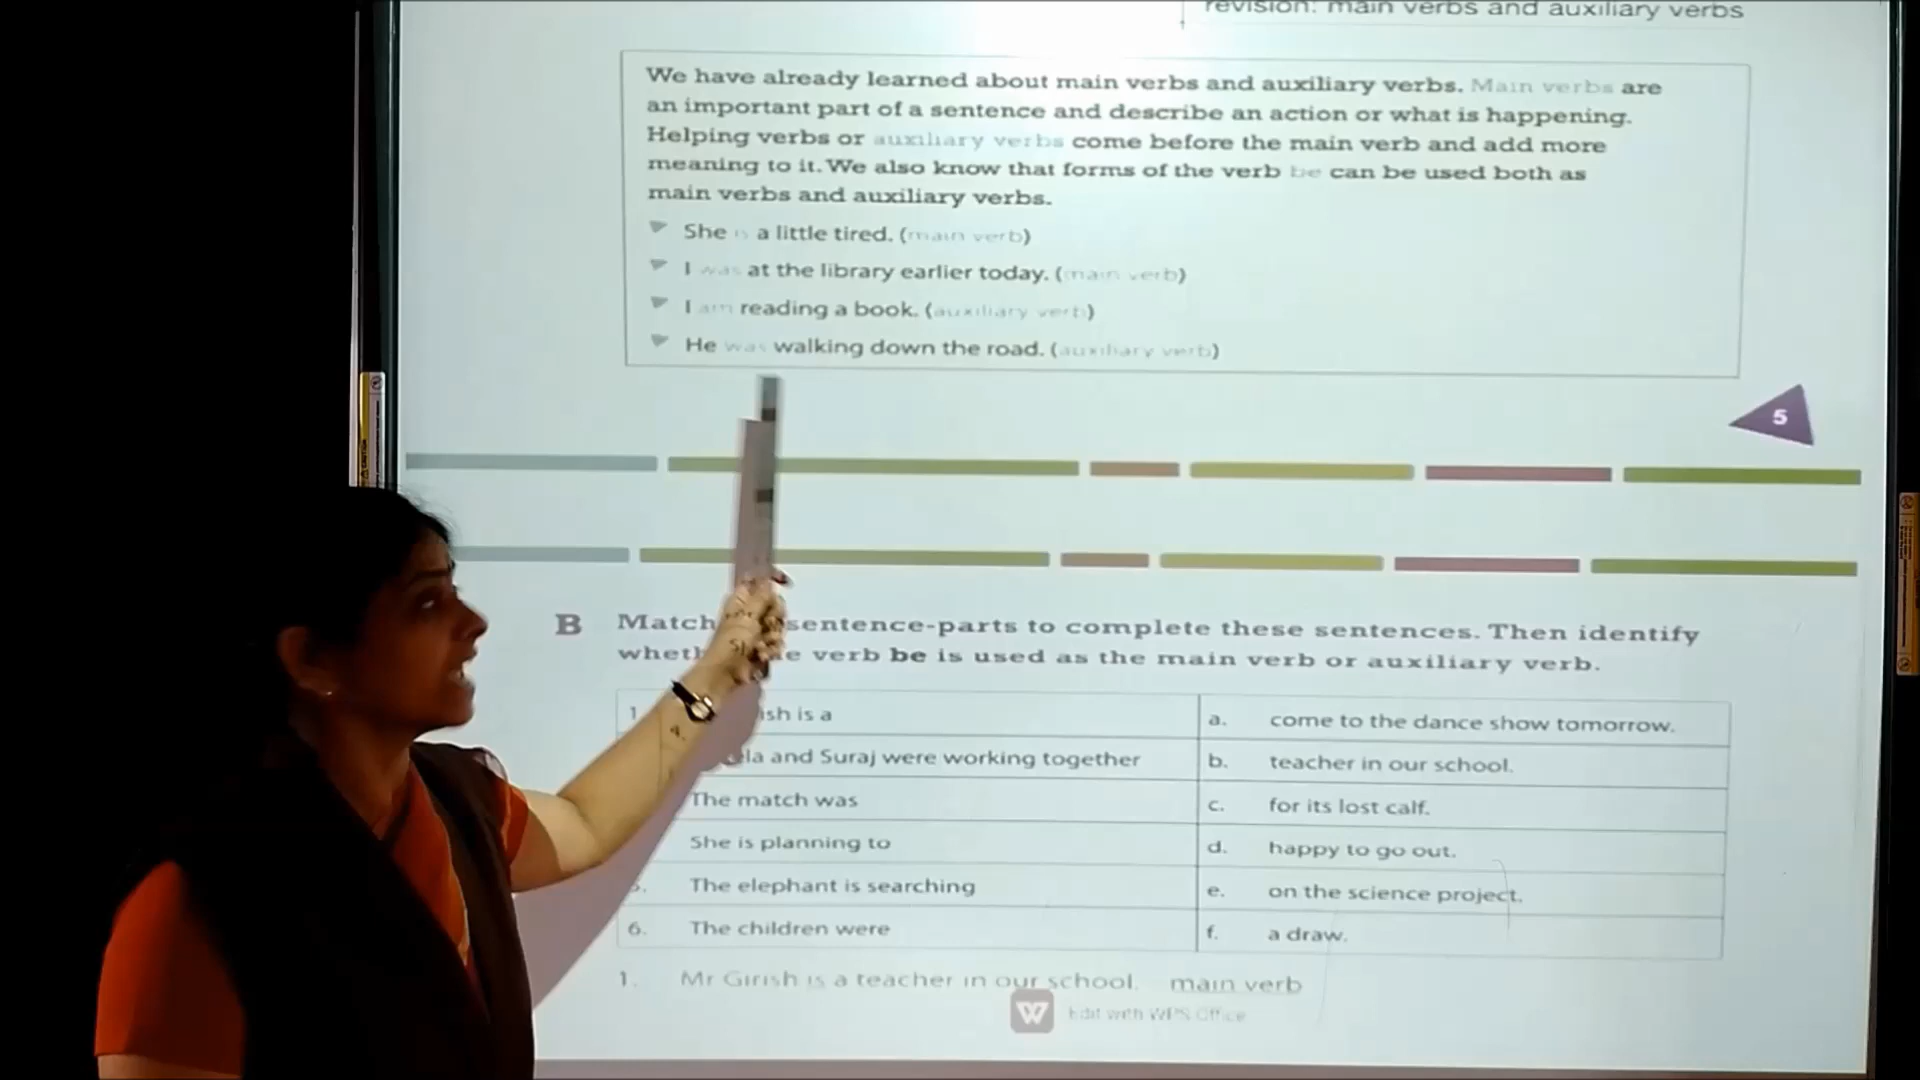 revision: main verbs and auxiliary verbs
We have already learned about main verbs and auxiliary verbs. Main verbs are
an important part of a sentence and describe an action or what is happening.
Helping verbs or auxiliary verbs come before the main verb and add more
meaning to it. We also know that forms of the verb be can be used both as
main verbs and auxiliary verbs.
She is a little tired. (main verb)
I was at the library earlier today. (main verb)
I am reading a book. (auxiliary verb)
He was walking down the road. (auxiliary verb)
5
B Match sentence-parts to complete these sentences. Then identify
verb be is used as the main verb or auxiliary verb.
1 is a a. come to the dance show tomorrow.
and Suraj were working together b. teacher in our school.
The match was c. for its lost calf.
She is planning to d. happy to go out.
The elephant is searching e. on the science project.
6. The children were f. a draw.
1. Mr Girish is a teacher in our school. main verb
W Edit with WPS Office